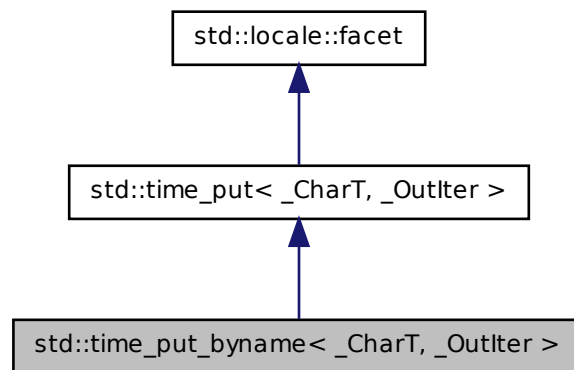 std::locale::facet
std::time_put< _CharT, _OutIter >
std::time_put_byname< _CharT, _OutIter >